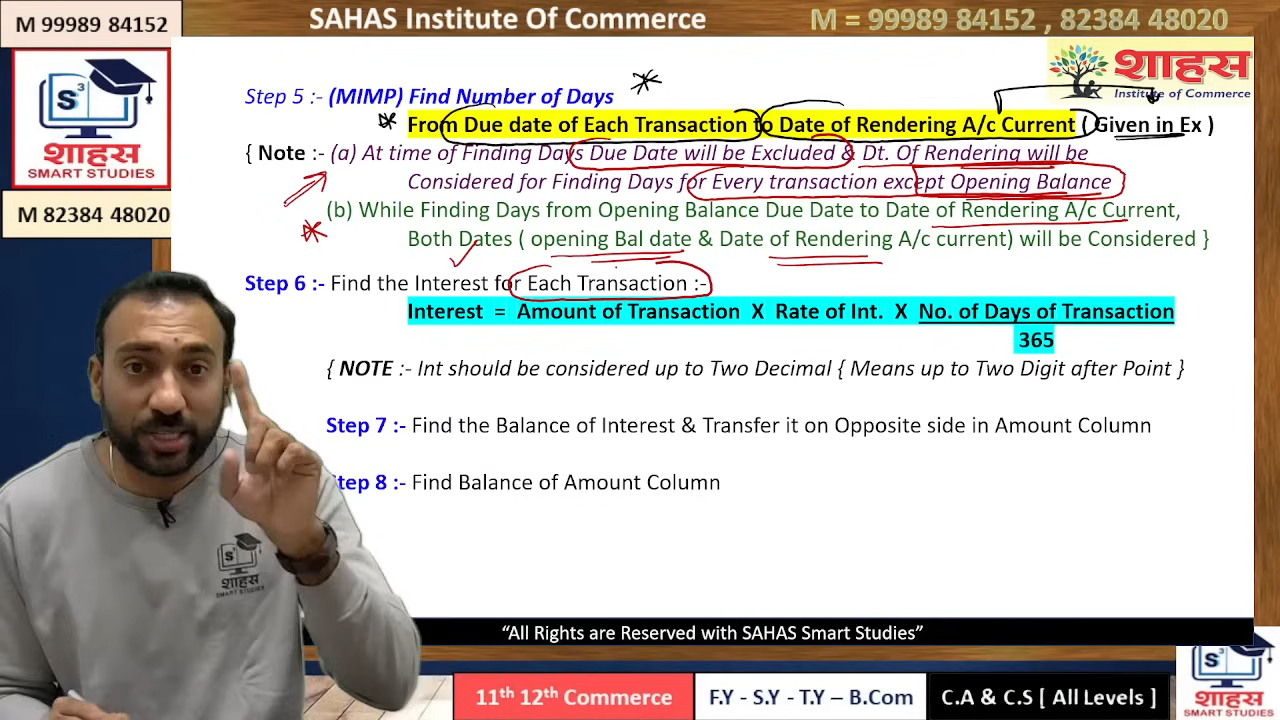 SAHAS Institute Of Commerce
M = 99989 84152 , 82384 48020
M 99989 84152
S³
शाहस
SMART STUDIES
M 82384 48020
शाहस
Institute of Commerce
Step 5 :- (MIMP) Find Number of Days
From Due date of Each Transaction to Date of Rendering A/c Current ( Given in Ex )
{ Note :- (a) At time of Finding Days Due Date will be Excluded & Dt. Of Rendering will be
Considered for Finding Days for Every transaction except Opening Balance
(b) While Finding Days from Opening Balance Due Date to Date of Rendering A/c Current,
Both Dates ( opening Bal date & Date of Rendering A/c current) will be Considered }
Step 6 :- Find the Interest for Each Transaction :-
Interest = Amount of Transaction X Rate of Int. X No. of Days of Transaction
365
{ NOTE :- Int should be considered up to Two Decimal { Means up to Two Digit after Point }
Step 7 :- Find the Balance of Interest & Transfer it on Opposite side in Amount Column
Step 8 :- Find Balance of Amount Column
S³
शाहस
SMART STUDIES
“All Rights are Reserved with SAHAS Smart Studies”
11th 12th Commerce
F.Y - S.Y - T.Y – B.Com
C.A & C.S [ All Levels ]
S³
शाहस
SMART STUDIES